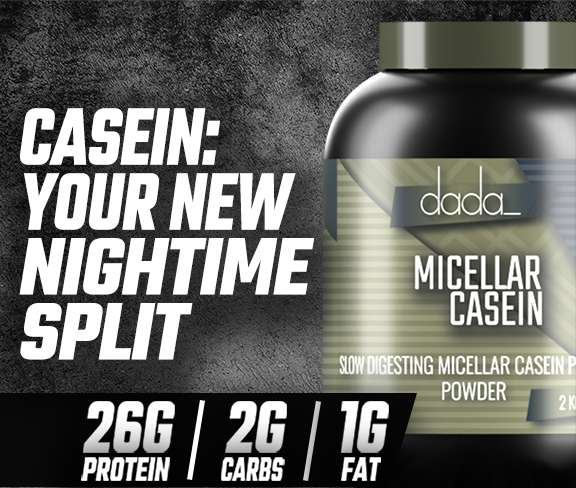 CASEIN:
YOUR NEW
NIGHTIME
SPLIT
dada_
MICELLAR
CASEIN
SLOW DIGESTING MICELLAR CASEIN P
POWDER
2 K
26G
PROTEIN
2G
CARBS
1G
FAT